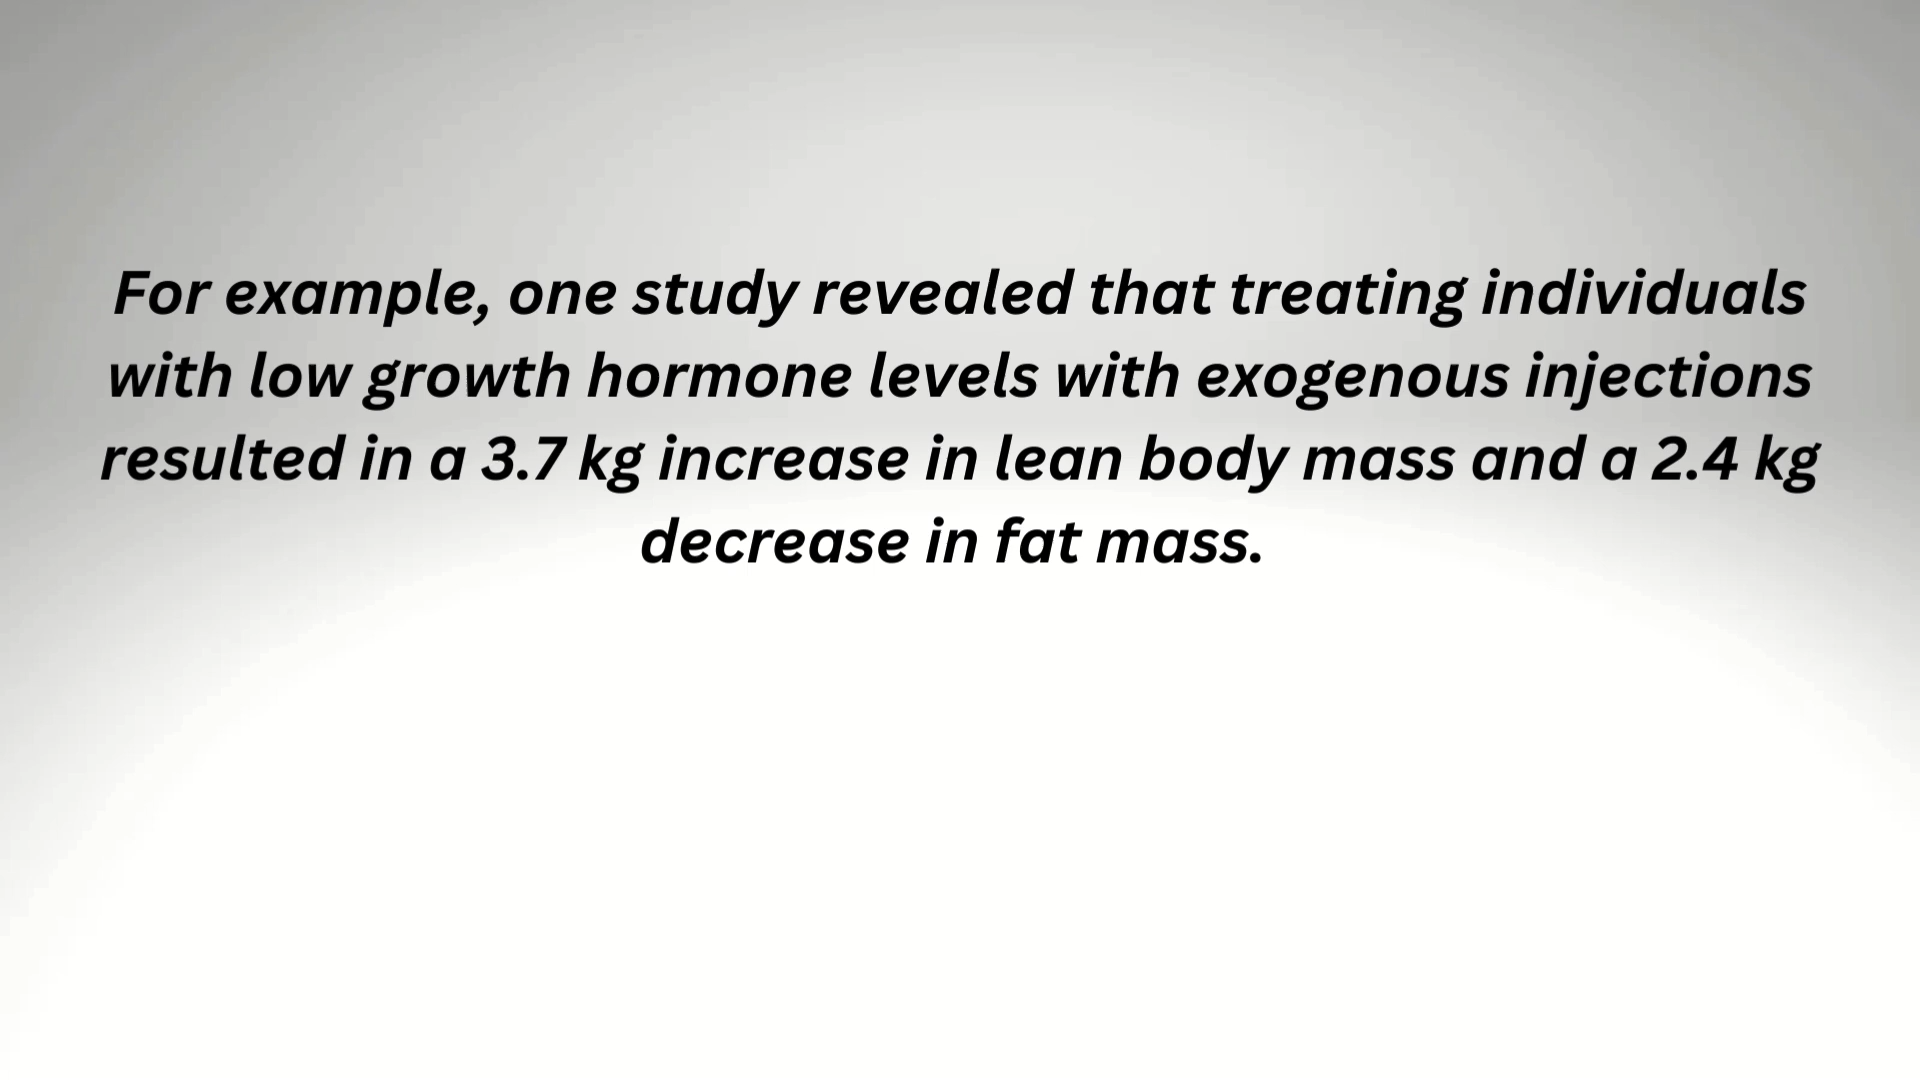 For example, one study revealed that treating individuals
with low growth hormone levels with exogenous injections
resulted in a 3.7 kg increase in lean body mass and a 2.4 kg
decrease in fat mass.